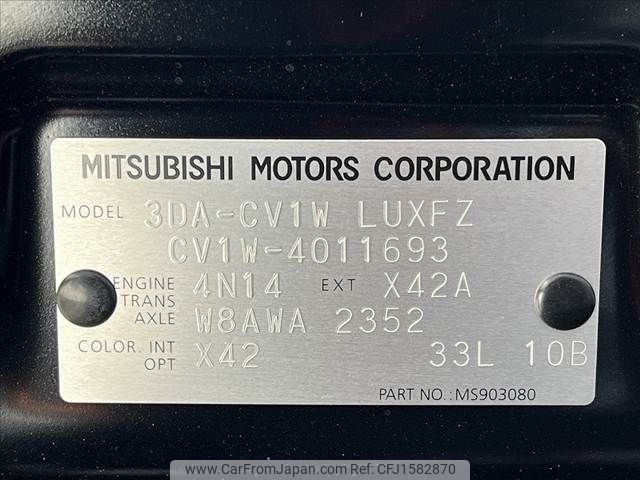 MITSUBISHI MOTORS CORPORATION
MODEL 3DA-CV1W LUXFZ
CV1W-4011693
ENGINE 4N14 EXT X42A
TRANS
AXLE W8AWA 2352
COLOR. INT X42 33L 10B
OPT
PART NO.:MS903080
www.CarFromJapan.com - CFJ1582870